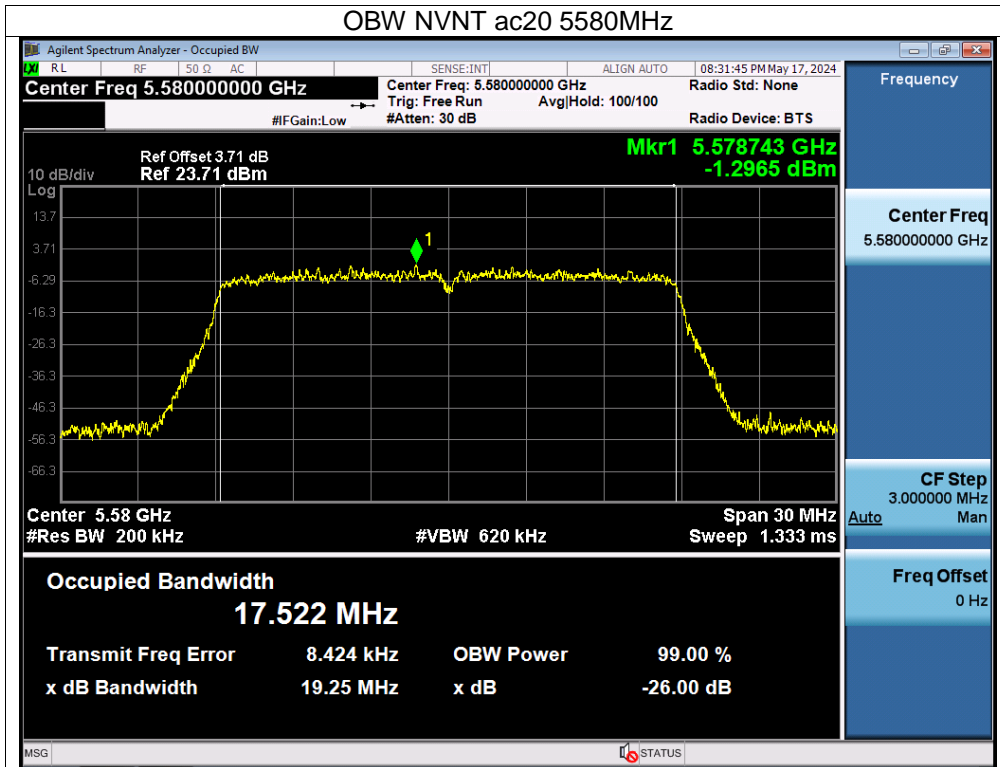 OBW NVNT ac20 5580MHz
Agilent Spectrum Analyzer - Occupied BW
LXI RL RF 50 Ω AC SENSE:INT ALIGN AUTO 08:31:45 PM May 17, 2024
Center Freq 5.580000000 GHz
Center Freq: 5.580000000 GHz Radio Std: None
Trig: Free Run Avg|Hold: 100/100
#IFGain:Low #Atten: 30 dB Radio Device: BTS
Frequency
Mkr1 5.578743 GHz
-1.2965 dBm
Ref Offset 3.71 dB
10 dB/div Ref 23.71 dBm
Log
13.7
3.71
-6.29
-16.3
-26.3
-36.3
-46.3
-56.3
-66.3
1
Center 5.58 GHz Span 30 MHz
#Res BW 200 kHz #VBW 620 kHz Sweep 1.333 ms
Center Freq
5.580000000 GHz
CF Step
3.000000 MHz
Auto Man
Freq Offset
0 Hz
Occupied Bandwidth
17.522 MHz
Transmit Freq Error 8.424 kHz OBW Power 99.00 %
x dB Bandwidth 19.25 MHz x dB -26.00 dB
MSG STATUS